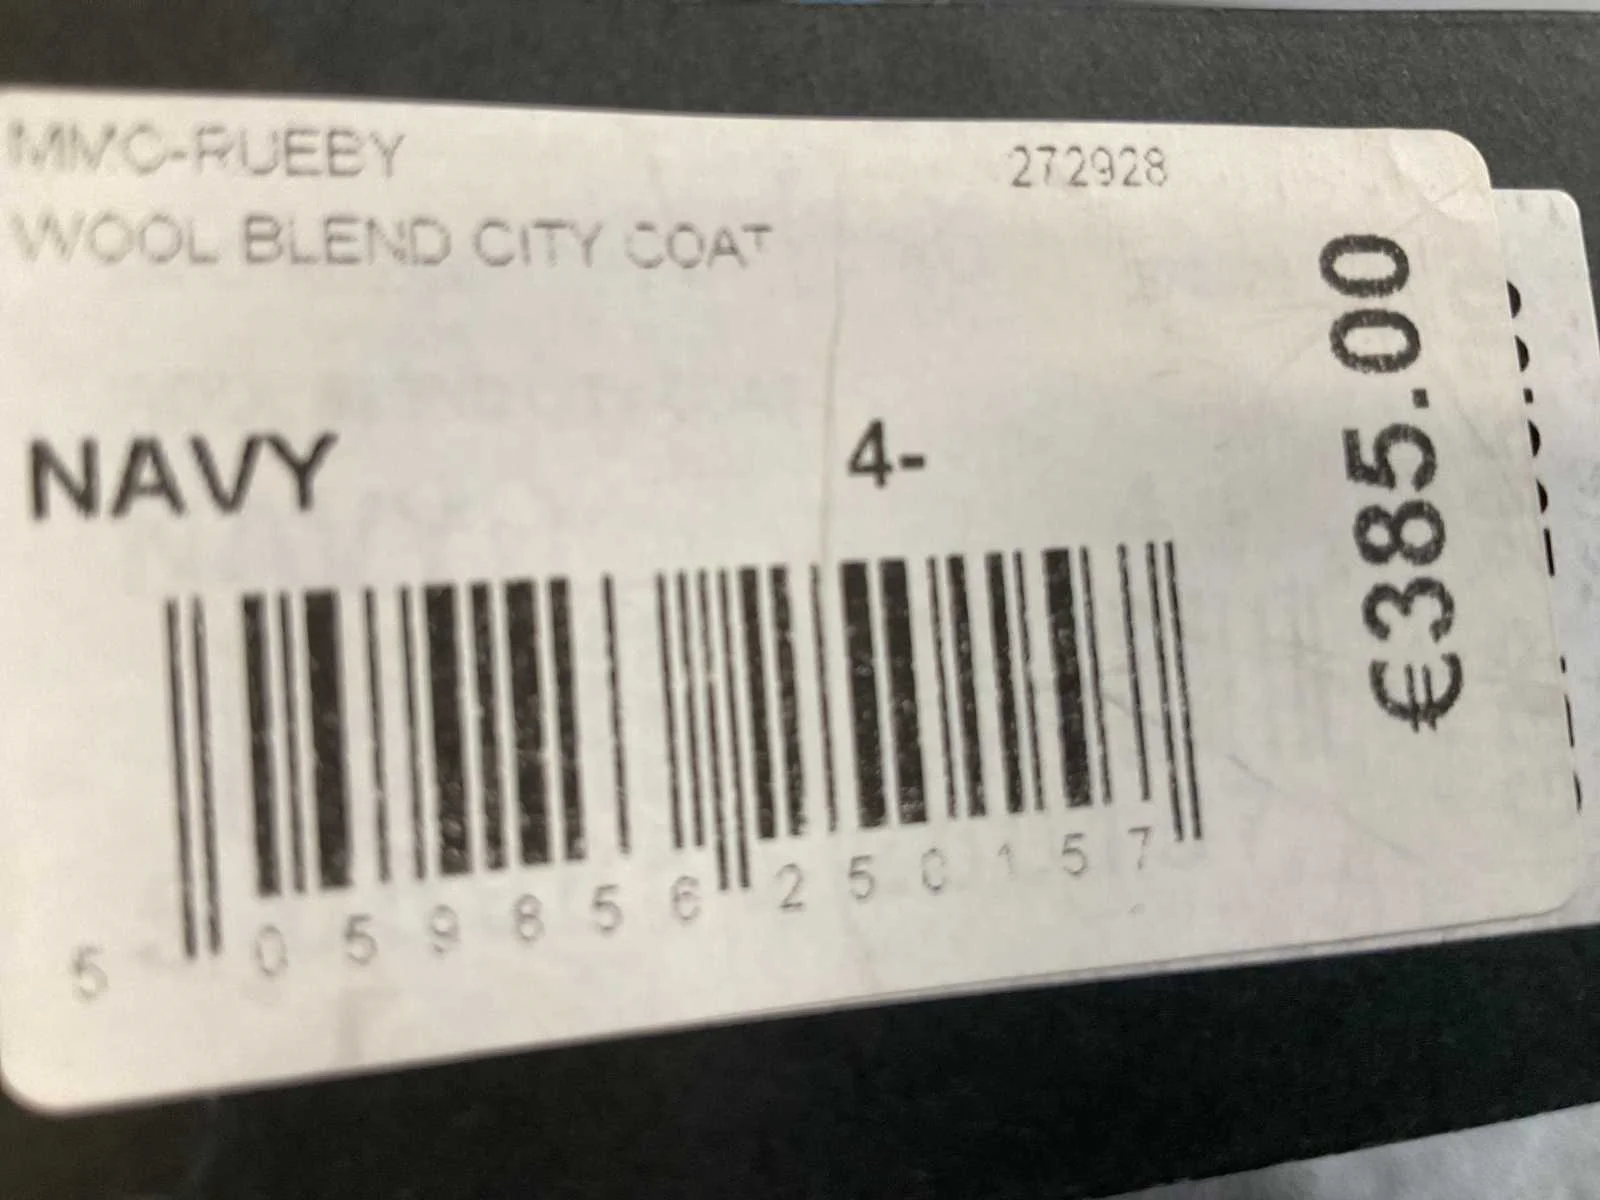 MMC-RUEBY
272928
WOOL BLEND CITY COAT
NAVY
4-
€385.00
5 059856 250157